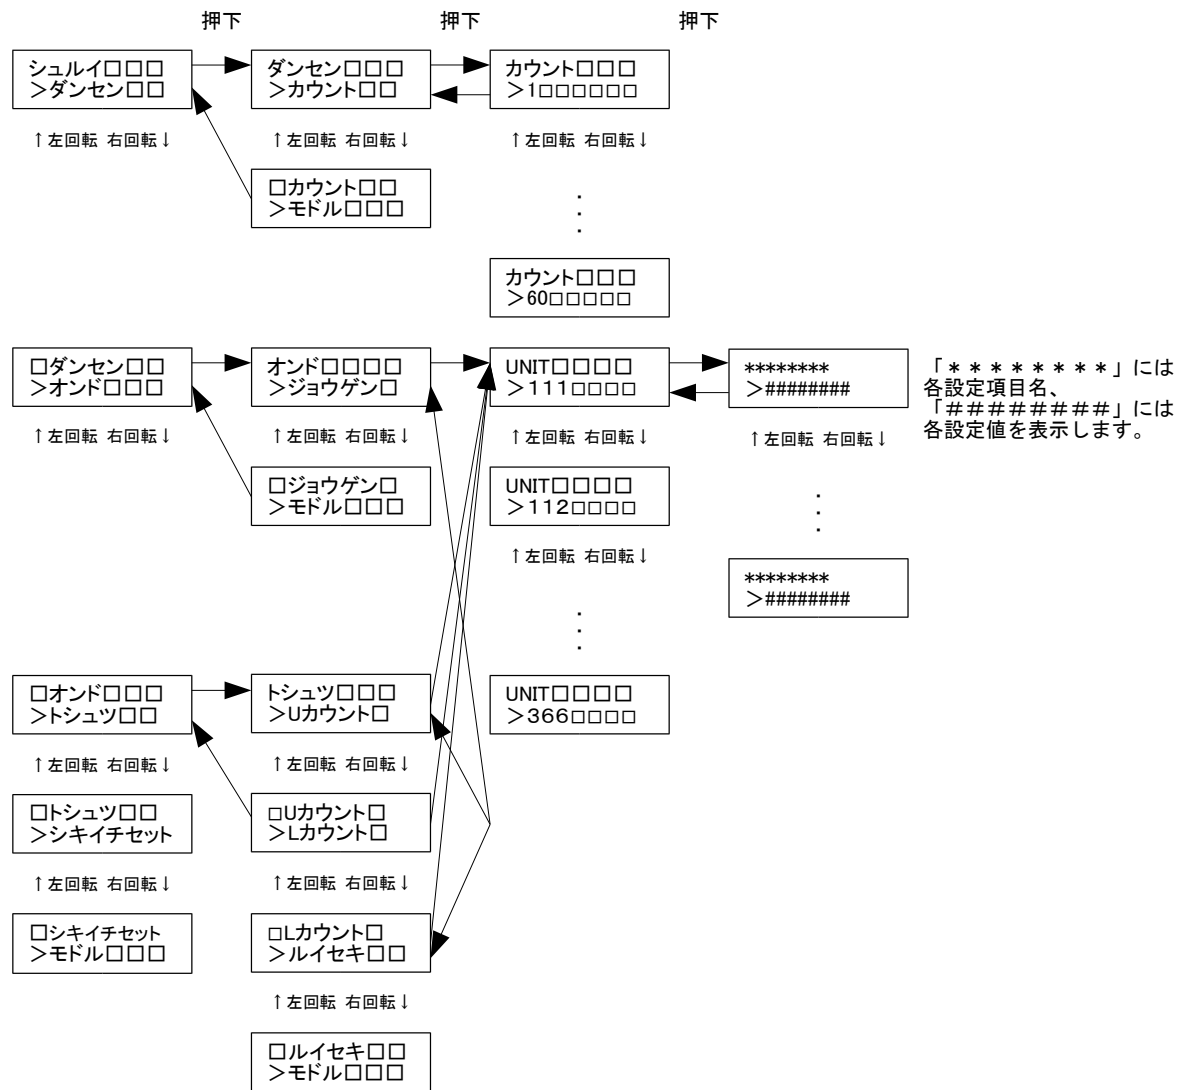 押下 押下 押下
シュルイ□□□ ダンセン□□□ カウント□□□
>ダンセン□□ >カウント□□ >1□□□□□□
↑左回転 右回転↓ ↑左回転 右回転↓ ↑左回転 右回転↓
□カウント□□
>モドル□□□
・
・
・
カウント□□□
>60□□□□□
□ダンセン□□ オンド□□□□ UNIT□□□□ ********
>オンド□□□ >ジョウゲン□ >111□□□□ >########
「********」には
各設定項目名、
「########」には
各設定値を表示します。
↑左回転 右回転↓ ↑左回転 右回転↓ ↑左回転 右回転↓ ↑左回転 右回転↓
□ジョウゲン□ UNIT□□□□
>モドル□□□ >112□□□□
・
・
・
↑左回転 右回転↓
********
>########
・
・
・
□オンド□□□ トシュツ□□□ UNIT□□□□
>トシュツ□□ >Uカウント□ >366□□□□
↑左回転 右回転↓ ↑左回転 右回転↓
□トシュツ□□ □Uカウント□
>シキイチセット >Lカウント□
↑左回転 右回転↓ ↑左回転 右回転↓
□シキイチセット □Lカウント□
>モドル□□□ >ルイセキ□□
↑左回転 右回転↓
□ルイセキ□□
>モドル□□□